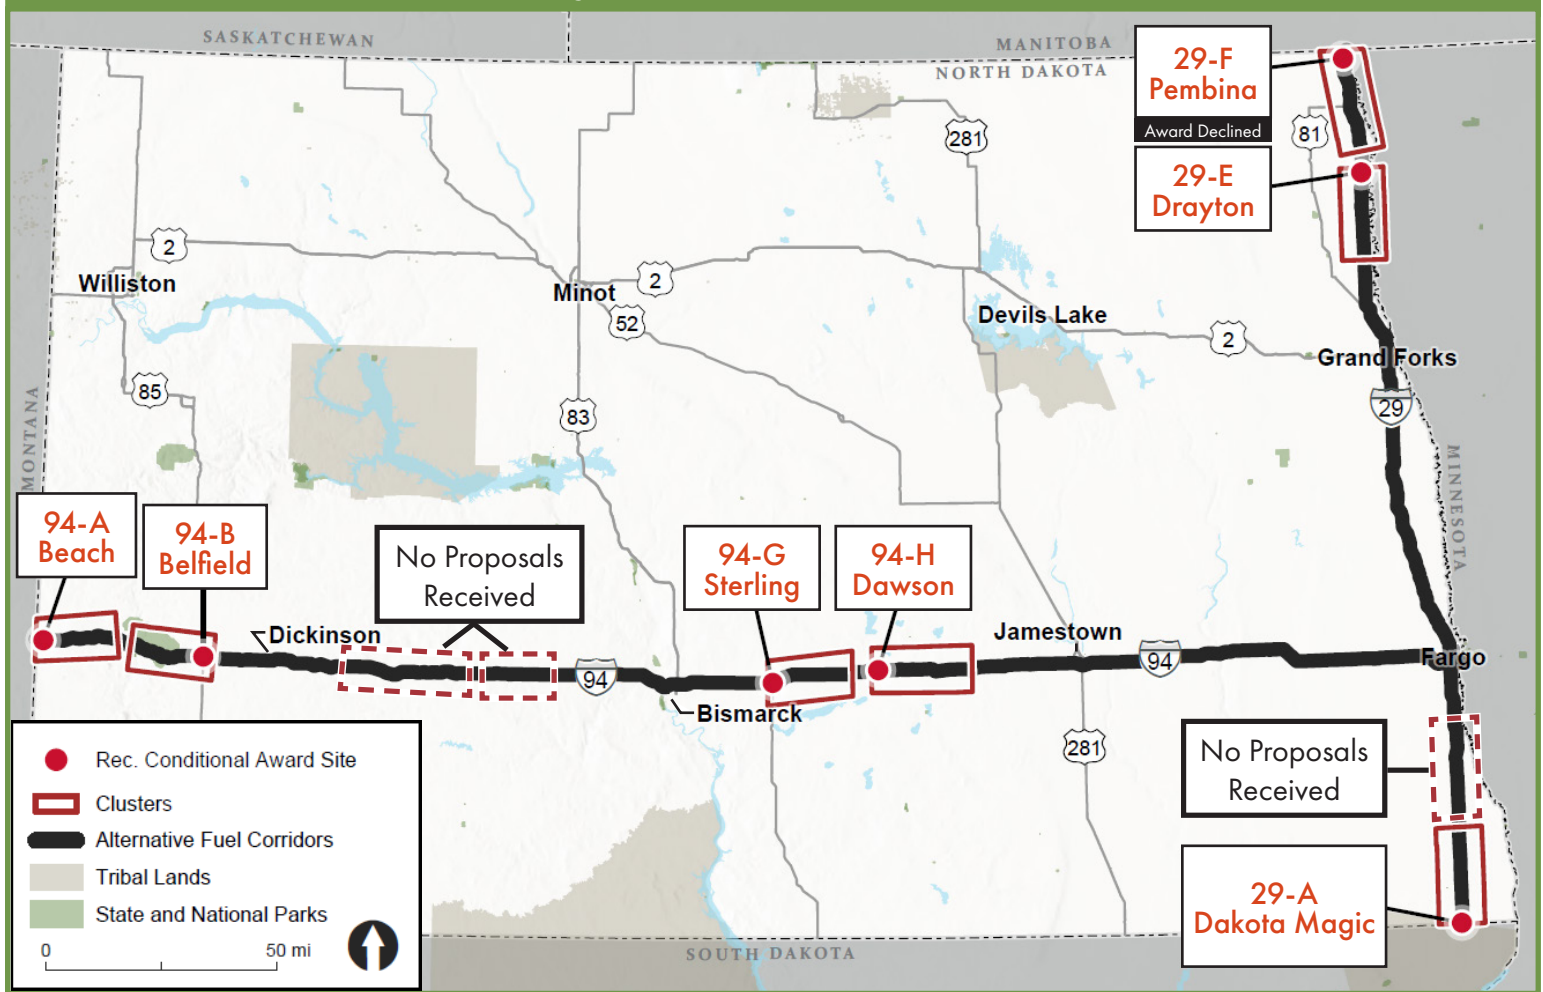 SASKATCHEWAN
MANITOBA
NORTH DAKOTA
29-F
Pembina
Award Declined
81
281
29-E
Drayton
2
Williston
Minot
2
52
Devils Lake
2
Grand Forks
85
83
29
MONTANA
MINNESOTA
94-A
Beach
94-B
Belfield
No Proposals
Received
94-G
Sterling
94-H
Dawson
Dickinson
Jamestown
94
94
Fargo
Bismarck
281
No Proposals
Received
29-A
Dakota Magic
SOUTH DAKOTA
Rec. Conditional Award Site
Clusters
Alternative Fuel Corridors
Tribal Lands
State and National Parks
0
50 mi